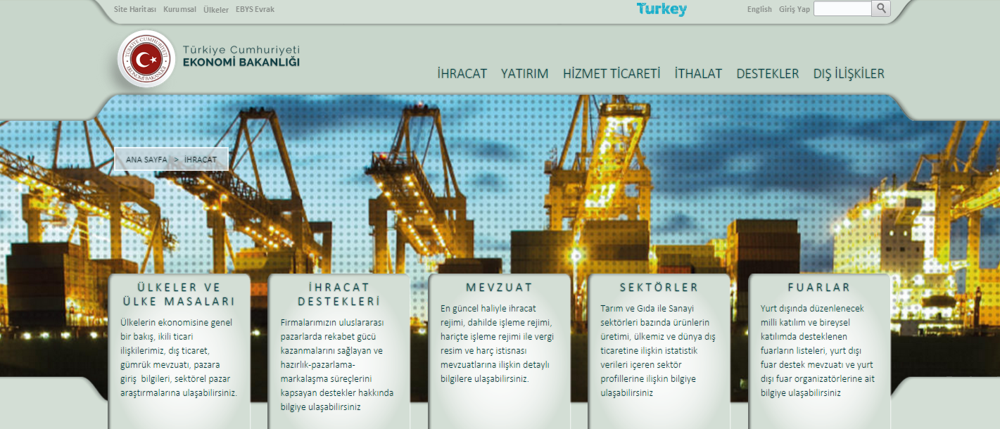 Site Haritası Kurumsal Ülkeler EBYS Evrak
Turkey
English Giriş Yap
TÜRKİYE CUMHURİYETİ
EKONOMİ BAKANLIĞI
Türkiye Cumhuriyeti
EKONOMİ BAKANLIĞI
İHRACAT YATIRIM HİZMET TİCARETİ İTHALAT DESTEKLER DIŞ İLİŞKİLER
ANA SAYFA > İHRACAT
ÜLKELER VE
ÜLKE MASALARI
Ülkelerin ekonomisine genel
bir bakış, ikili ticari
ilişkilerimiz, dış ticaret,
gümrük mevzuatı, pazara
giriş bilgileri, sektörel pazar
araştırmalarına ulaşabilirsiniz.
İHRACAT
DESTEKLERİ
Firmalarımızın uluslararası
pazarlarda rekabet gücü
kazanmalarını sağlayan ve
hazırlık-pazarlama-
markalaşma süreçlerini
kapsayan destekler hakkında
bilgiye ulaşabilirsiniz
MEVZUAT
En güncel haliyle ihracat
rejimi, dahilde işleme rejimi,
hariçte işleme rejimi ile vergi
resim ve harç istisnası
mevzuatlarına ilişkin detaylı
bilgilere ulaşabilirsiniz.
SEKTÖRLER
Tarım ve Gıda ile Sanayi
sektörleri bazında ürünlerin
üretimi, ülkemiz ve dünya dış
ticaretine ilişkin istatistik
verileri içeren sektör
profillerine ilişkin bilgiye
ulaşabilirsiniz
FUARLAR
Yurt dışında düzenlenecek
milli katılım ve bireysel
katılımda desteklenen
fuarların listeleri, yurt dışı
fuar destek mevzuatı ve yurt
dışı fuar organizatörlerine ait
bilgiye ulaşabilirsiniz